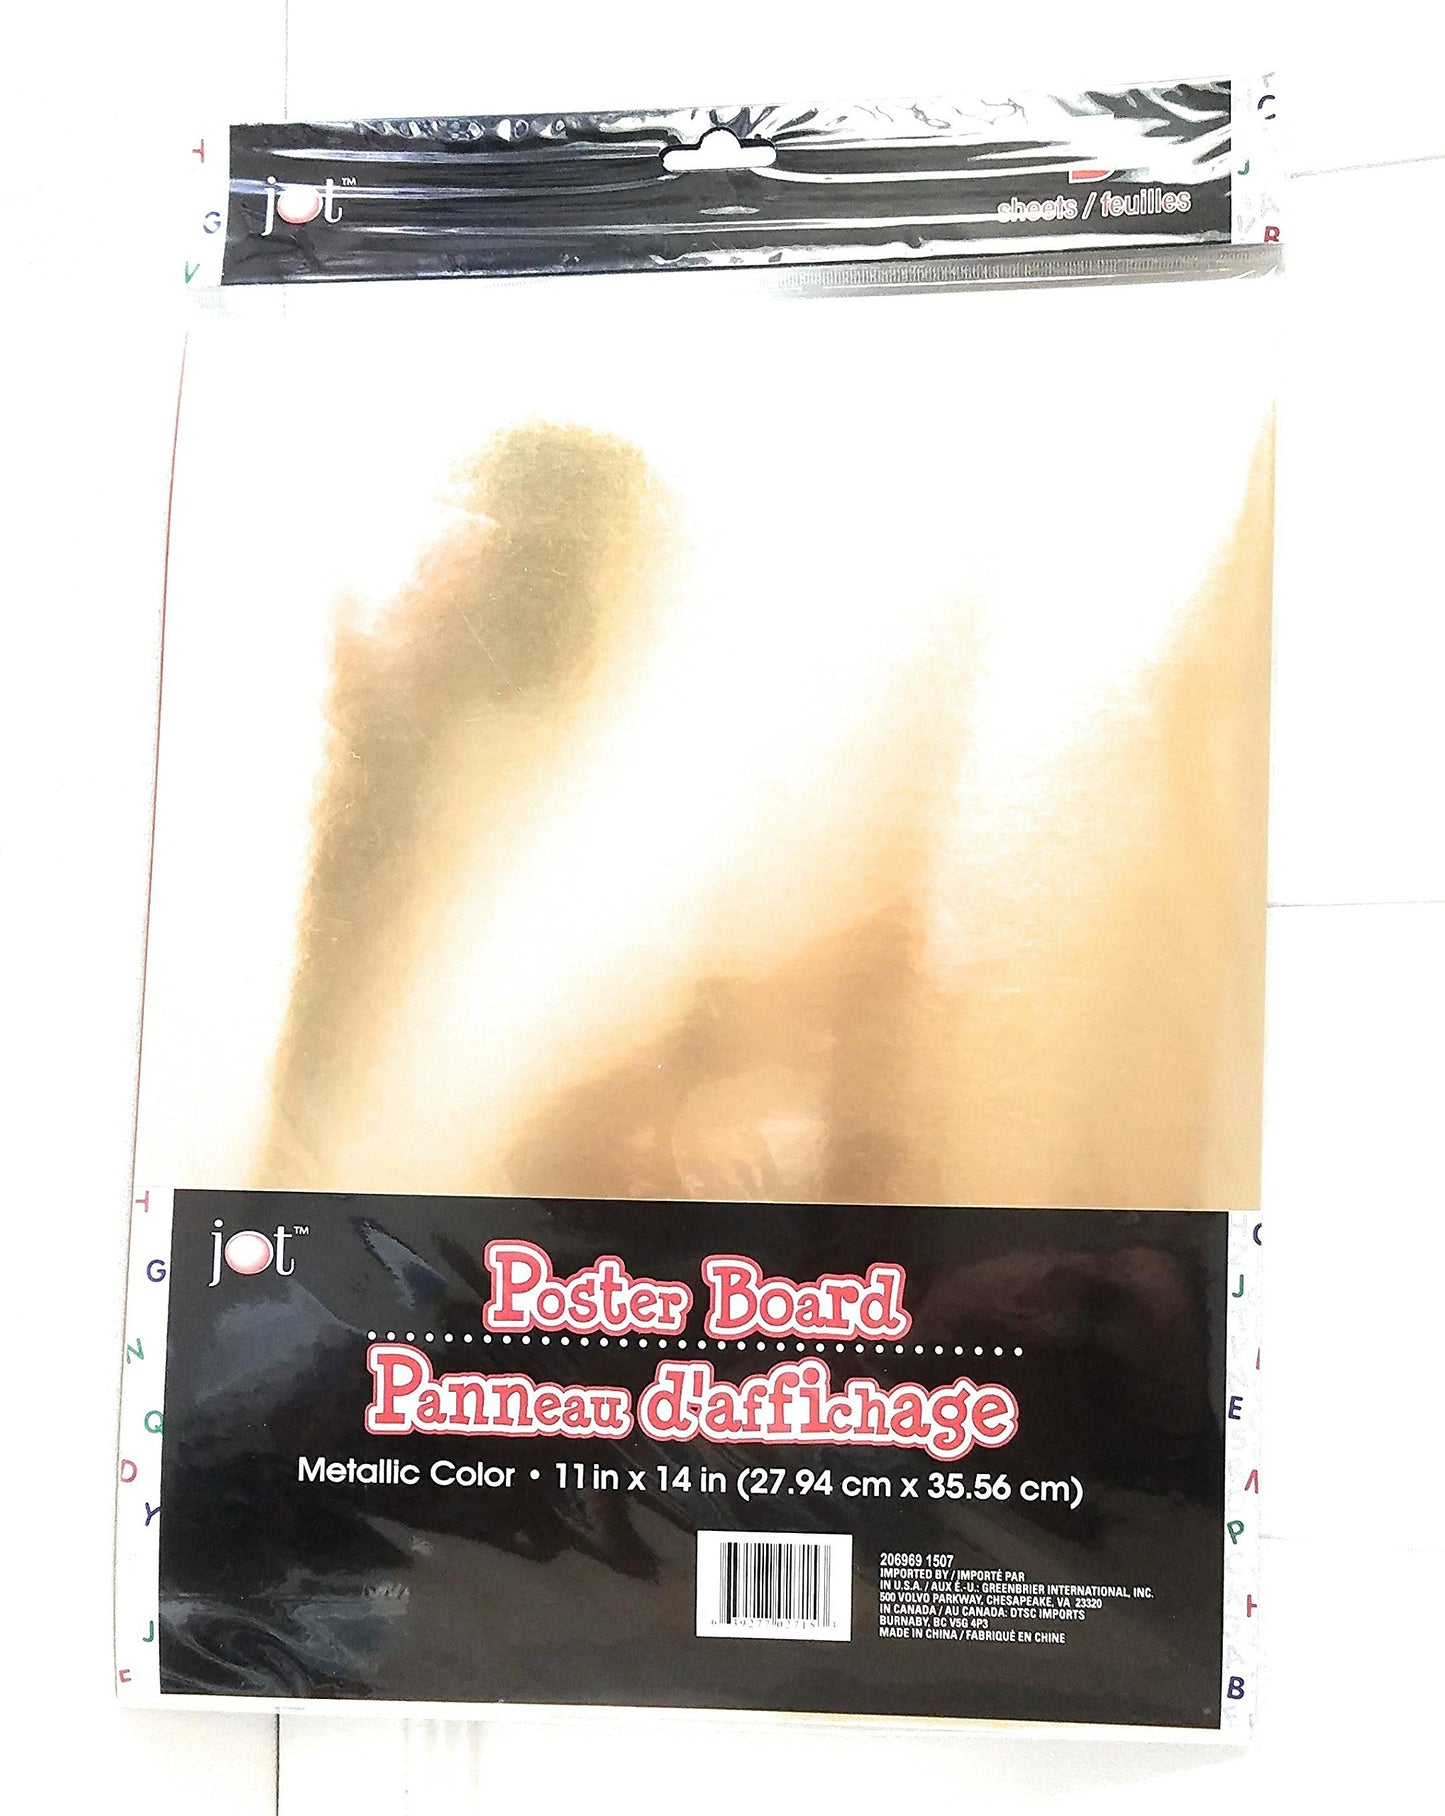 jot™
sheets / feuilles
jot™
Poster Board
Panneau d'affichage
Metallic Color • 11 in x 14 in (27.94 cm x 35.56 cm)
206969 1507
IMPORTED BY / IMPORTÉ PAR
IN U.S.A. / AUX É.-U.: GREENBRIER INTERNATIONAL, INC.
500 VOLVO PARKWAY, CHESAPEAKE, VA 23320
IN CANADA / AU CANADA: DTSC IMPORTS
BURNABY, BC V5G 4P3
MADE IN CHINA / FABRIQUÉ EN CHINE